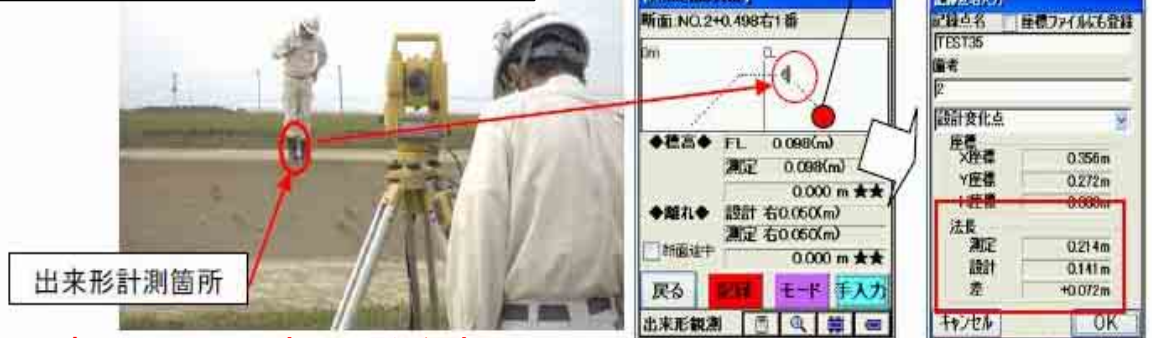 出来形計測箇所
断面:NO.2+0.498右1番
0m
CL
◆標高◆ FL 0.098(m)
測定 0.098(m)
0.000 m ★★
◆離れ◆ 設計 右0.050(m)
測定 右0.050(m)
断面途中
0.000 m ★★
戻る 記録 モード 手入力
出来形観測
記録点名 座標ファイルにも登録
TEST35
備考
2
設計変化点
座標
X座標 0.356m
Y座標 0.272m
法長
測定 0.214m
設計 0.141m
差 +0.072m
キャンセル OK